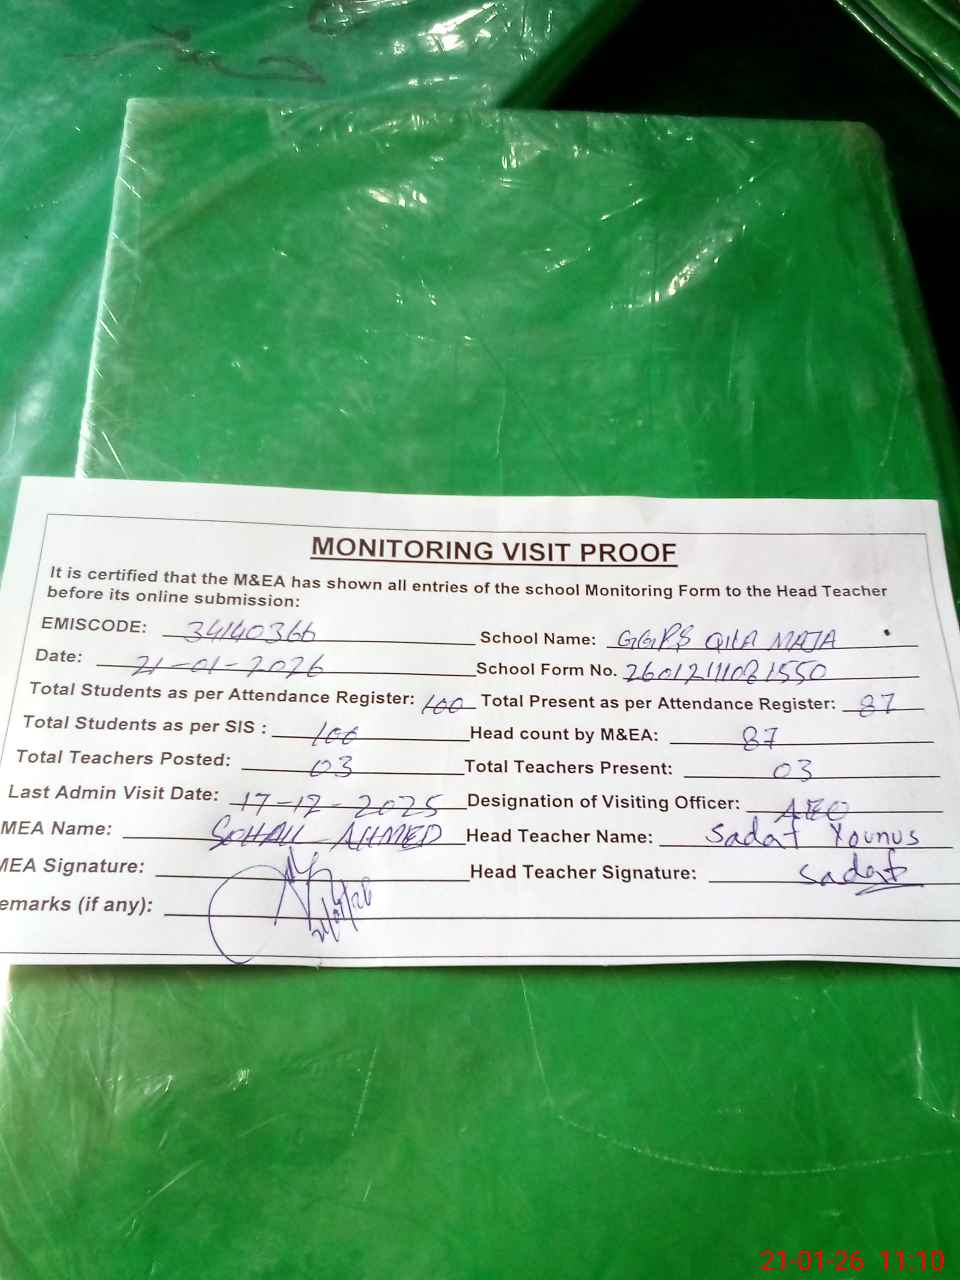 MONITORING VISIT PROOF
It is certified that the M&EA has shown all entries of the school Monitoring Form to the Head Teacher
before its online submission:
EMISCODE: 34140366 School Name: GGPS QILA MAJA
Date: 21-01-2026 School Form No. 26012111081550
Total Students as per Attendance Register: 100 Total Present as per Attendance Register: 87
Total Students as per SIS : 100 Head count by M&EA: 87
Total Teachers Posted: 03 Total Teachers Present: 03
Last Admin Visit Date: 17-12-2025 Designation of Visiting Officer: AEO
MEA Name: SOHAIL AHMED Head Teacher Name: Sadaf Younus
MEA Signature: Head Teacher Signature: Sadaf
emarks (if any): 21/01/26
21-01-26 11:10